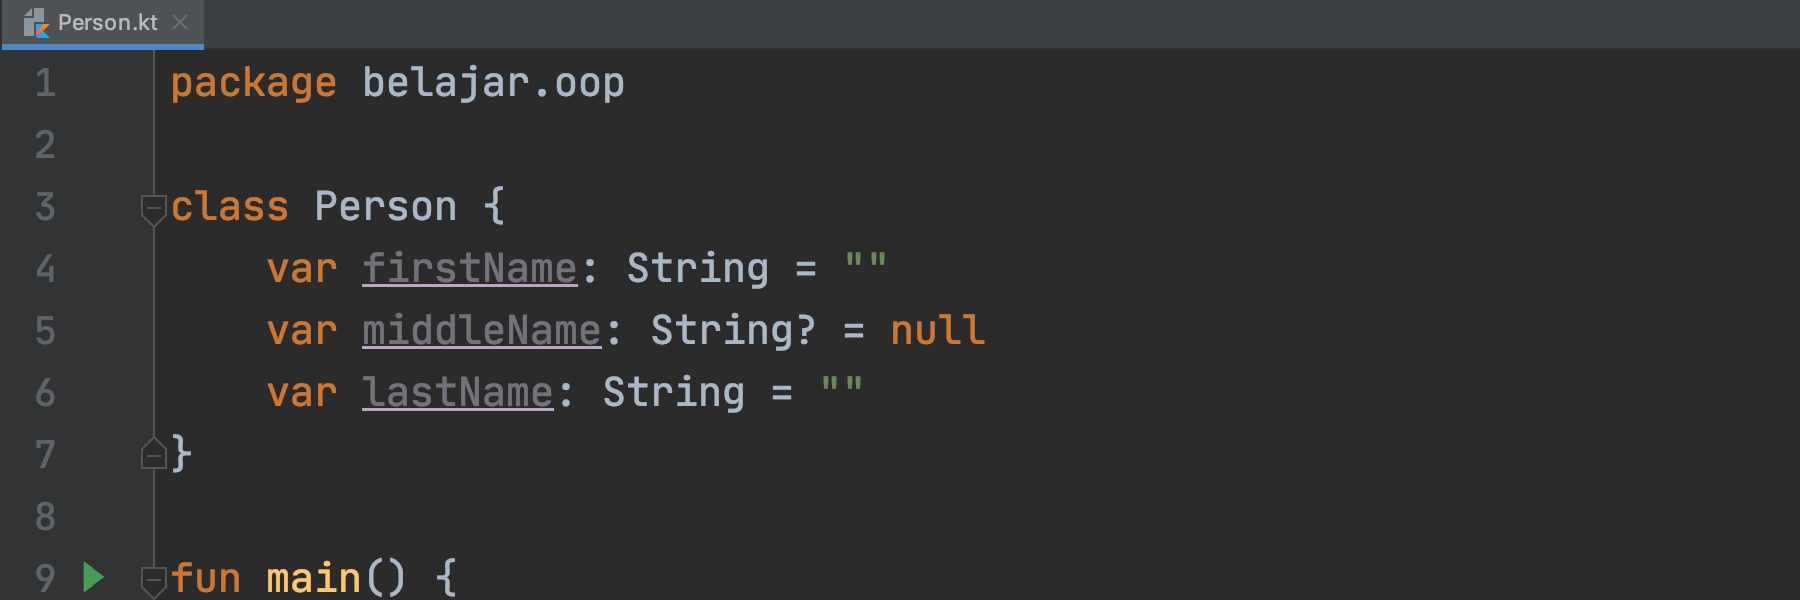 Person.kt
1 package belajar.oop
2
3 class Person {
4     var firstName: String = ""
5     var middleName: String? = null
6     var lastName: String = ""
7 }
8
9 fun main() {